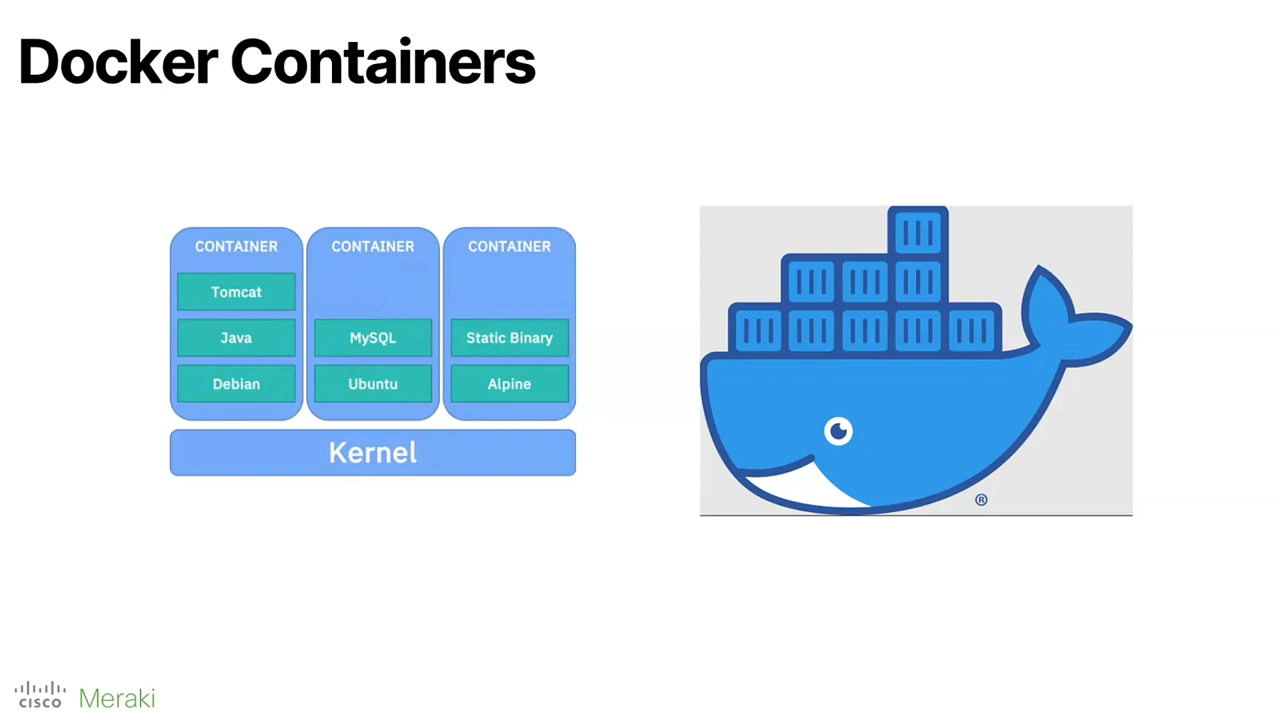 Docker Containers
CONTAINER
Tomcat
Java
Debian
CONTAINER
MySQL
Ubuntu
CONTAINER
Static Binary
Alpine
Kernel
®
CISCO Meraki